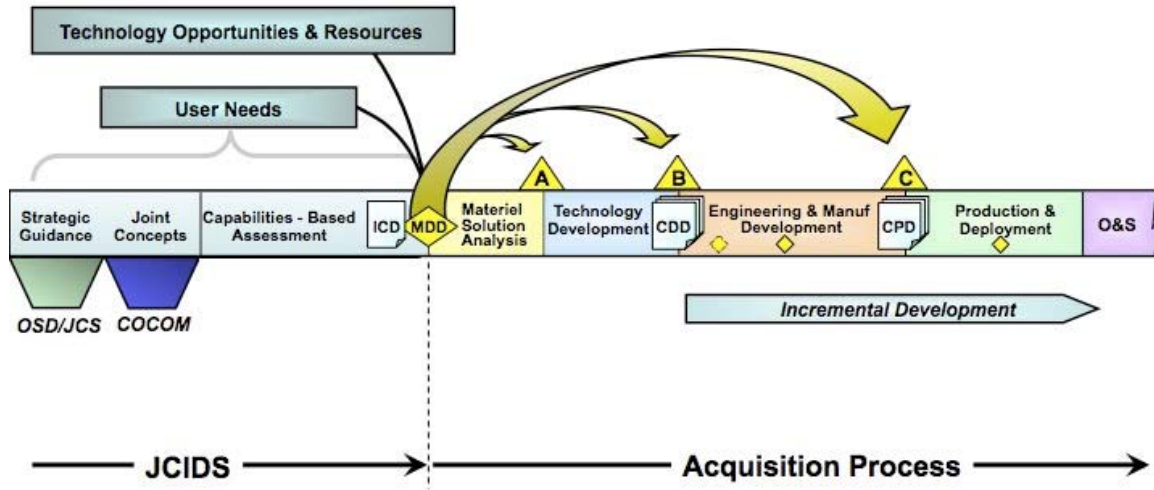 Technology Opportunities & Resources
User Needs
A
B
C
Strategic
Guidance
Joint
Concepts
Capabilities - Based
Assessment
ICD
MDD
Materiel
Solution
Analysis
Technology
Development
CDD
Engineering & Manuf
Development
CPD
Production &
Deployment
O&S
OSD/JCS
COCOM
Incremental Development
JCIDS
Acquisition Process